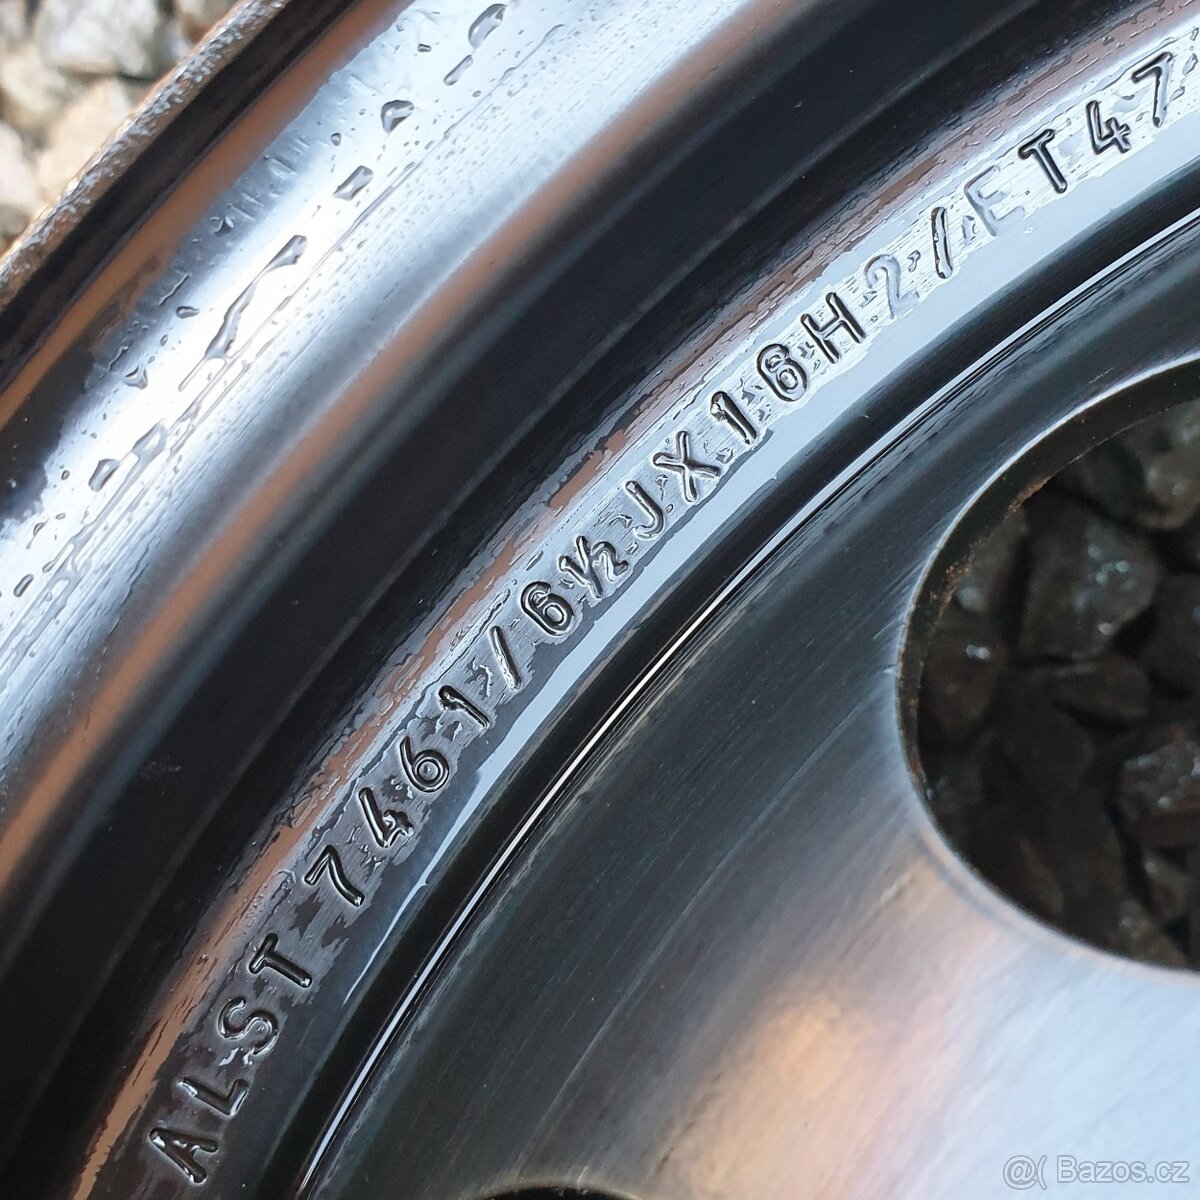 ALST 7461/6½JX16H2/ET47
@( Bazos.cz